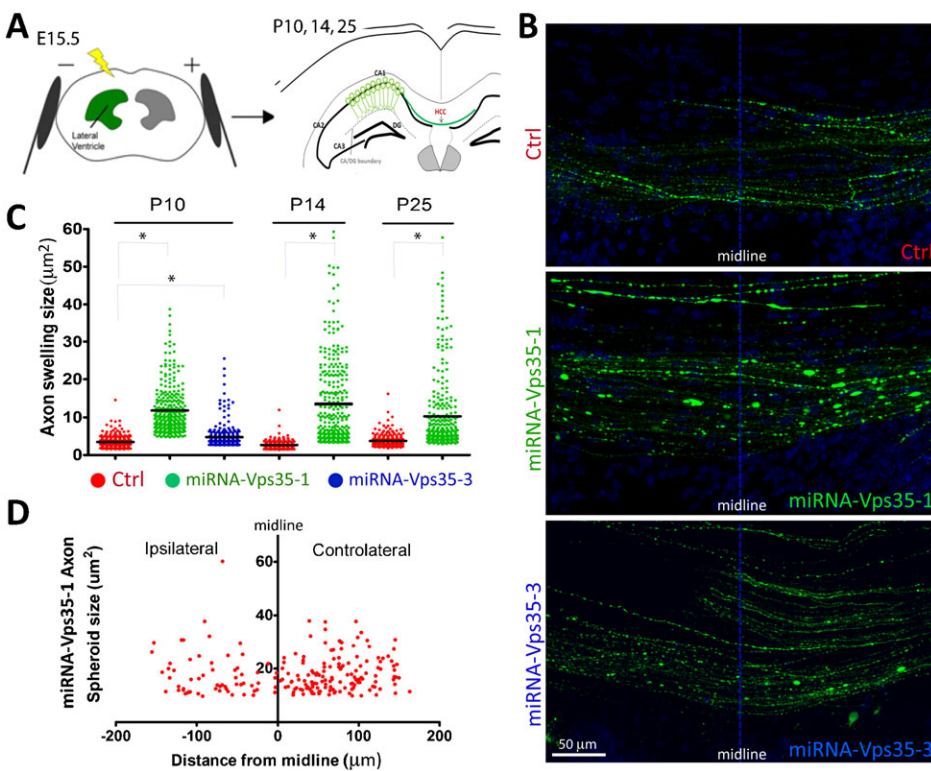 A
E15.5
−
+
Lateral
Ventricle
P10, 14, 25
CA1
CA2
CA3
DG
HCC
CA/DG boundary
B
Ctrl
midline
Ctrl
miRNA-Vps35-1
midline
miRNA-Vps35-1
miRNA-Vps35-3
50 µm
midline
miRNA-Vps35-3
C
P10
P14
P25
Axon swelling size (µm²)
60
50
40
30
20
10
0
*
*
*
*
Ctrl
miRNA-Vps35-1
miRNA-Vps35-3
D
midline
Ipsilateral
Controlateral
miRNA-Vps35-1 Axon
Spheroid size (um²)
60
40
20
-200
-100
0
100
200
Distance from midline (µm)